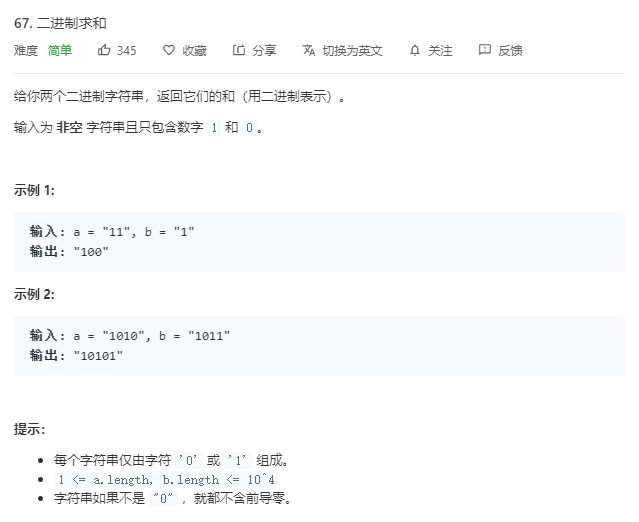 67. 二进制求和
难度 简单 345 收藏 分享 切换为英文 关注 反馈
给你两个二进制字符串，返回它们的和（用二进制表示）。
输入为 非空 字符串且只包含数字 1 和 0。
示例 1:
输入: a = "11", b = "1"
输出: "100"
示例 2:
输入: a = "1010", b = "1011"
输出: "10101"
提示：
每个字符串仅由字符 '0' 或 '1' 组成。
1 <= a.length, b.length <= 10^4
字符串如果不是 "0" ，就都不含前导零。